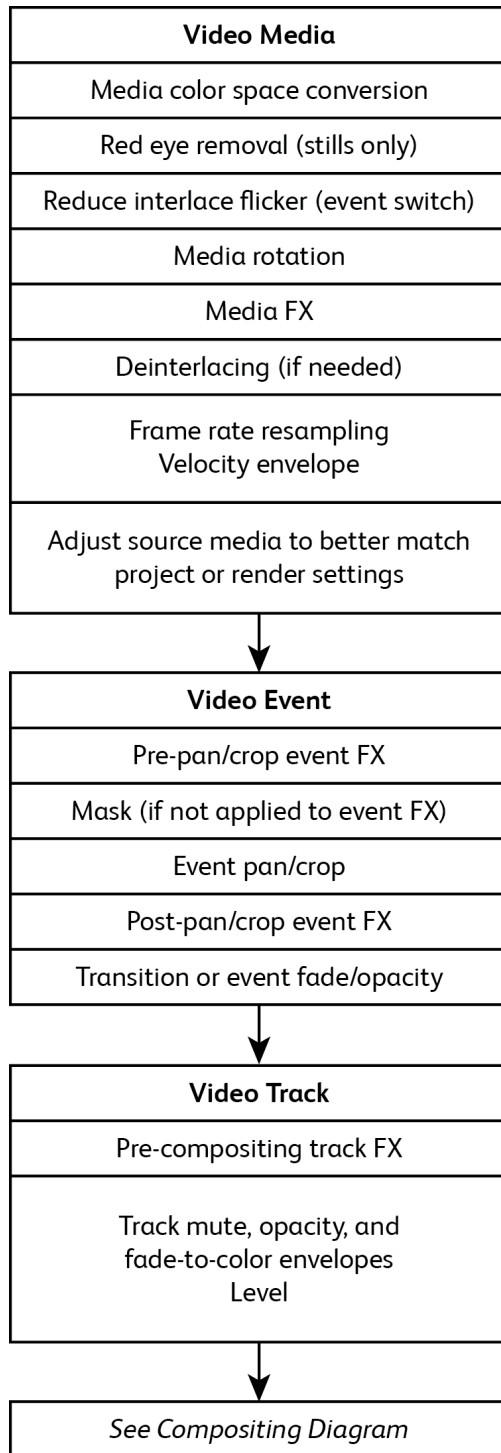 Video Media
Media color space conversion
Red eye removal (stills only)
Reduce interlace flicker (event switch)
Media rotation
Media FX
Deinterlacing (if needed)
Frame rate resampling
Velocity envelope
Adjust source media to better match
project or render settings
Video Event
Pre-pan/crop event FX
Mask (if not applied to event FX)
Event pan/crop
Post-pan/crop event FX
Transition or event fade/opacity
Video Track
Pre-compositing track FX
Track mute, opacity, and
fade-to-color envelopes
Level
See Compositing Diagram